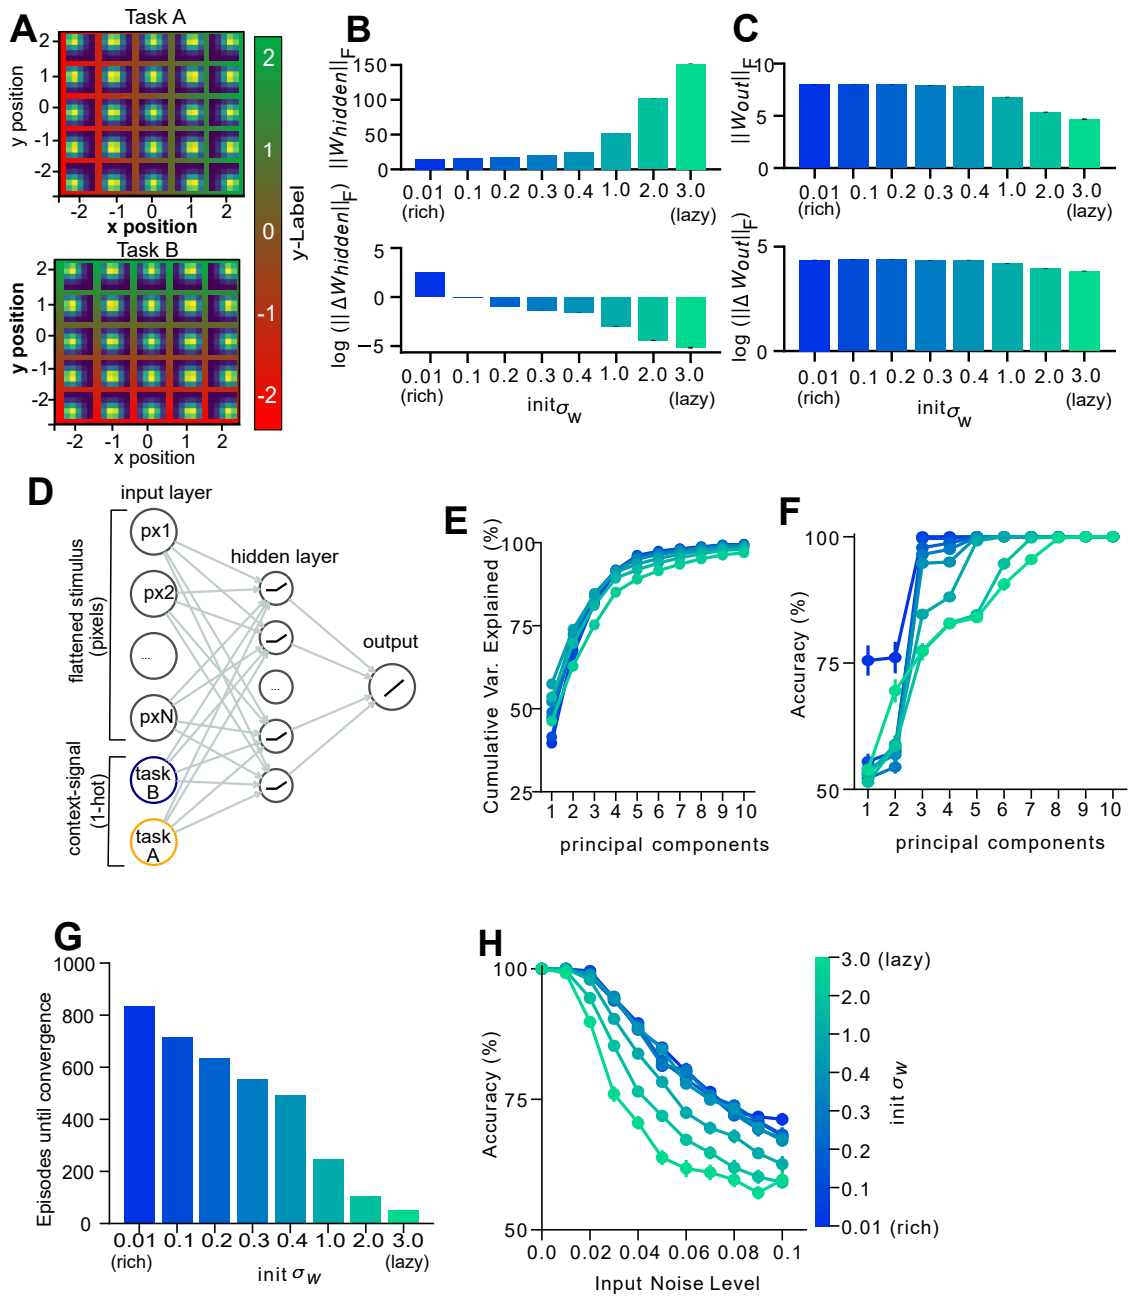 A
Task A
y position
2
1
0
-1
-2
-2 -1 0 1 2
x position
Task B
y position
2
1
0
-1
-2
-2 -1 0 1 2
x position
2
1
0
-1
-2
y-Label
B
||Whidden||F
150
100
50
0
0.01 0.1 0.2 0.3 0.4 1.0 2.0 3.0
(rich) (lazy)
log (|| ΔWhidden||F)
5
0
−5
0.01 0.1 0.2 0.3 0.4 1.0 2.0 3.0
(rich) (lazy)
init σw
C
||Wout||F
10
5
0
0.01 0.1 0.2 0.3 0.4 1.0 2.0 3.0
(rich) (lazy)
log (||Δ Wout||F)
5
0
0.01 0.1 0.2 0.3 0.4 1.0 2.0 3.0
(rich) (lazy)
init σw
D
input layer
flattened stimulus
(pixels)
px1
px2
...
pxN
context-signal
(1-hot)
task
B
task
A
hidden layer
...
output
E
Cumulative Var. Explained (%)
100
75
50
25
1 2 3 4 5 6 7 8 9 10
principal components
F
Accuracy (%)
100
75
50
1 2 3 4 5 6 7 8 9 10
principal components
G
Episodes until convergence
1000
800
600
400
200
0
0.01 0.1 0.2 0.3 0.4 1.0 2.0 3.0
(rich) (lazy)
init σw
H
Accuracy (%)
100
75
50
0.0 0.02 0.04 0.06 0.08 0.1
Input Noise Level
3.0 (lazy)
2.0
1.0
0.4
0.3
0.2
0.1
0.01 (rich)
init σw